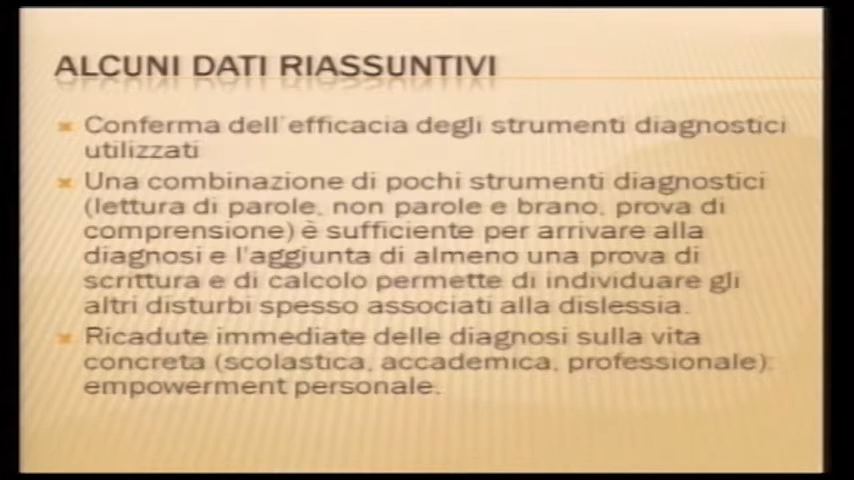 ALCUNI DATI RIASSUNTIVI
Conferma dell'efficacia degli strumenti diagnostici
utilizzati
Una combinazione di pochi strumenti diagnostici
(lettura di parole, non parole e brano, prova di
comprensione) è sufficiente per arrivare alla
diagnosi e l'aggiunta di almeno una prova di
scrittura e di calcolo permette di individuare gli
altri disturbi spesso associati alla dislessia.
Ricadute immediate delle diagnosi sulla vita
concreta (scolastica, accademica, professionale):
empowerment personale.